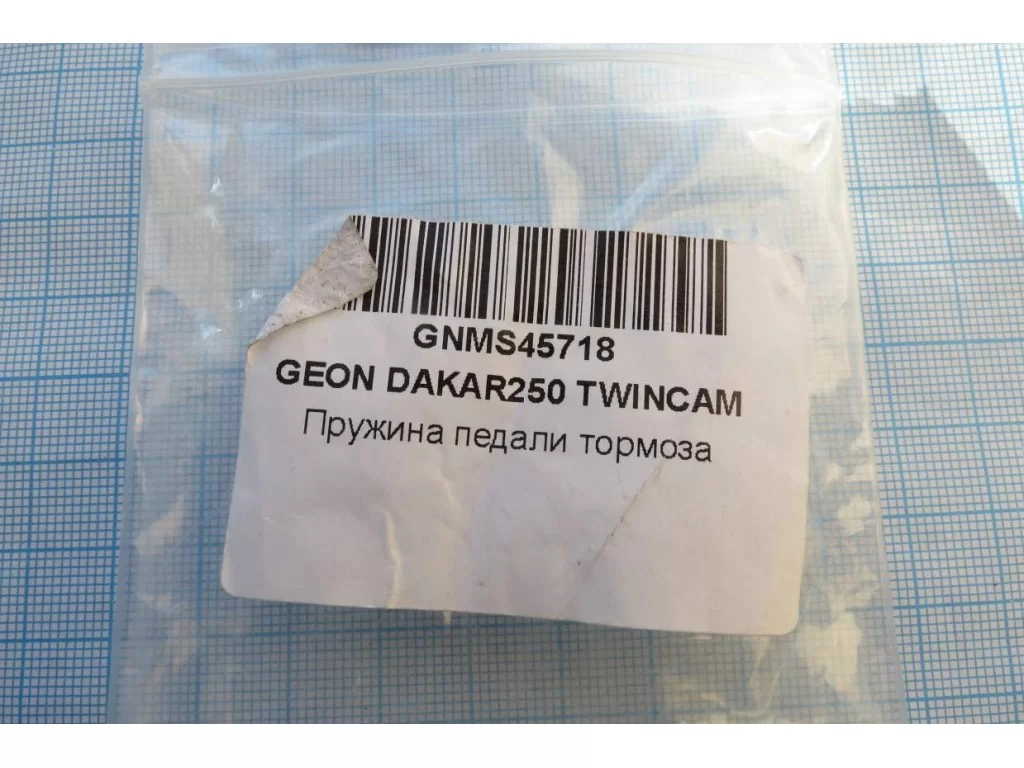 GNMS45718
GEON DAKAR250 TWINCAM
Пружина педали тормоза